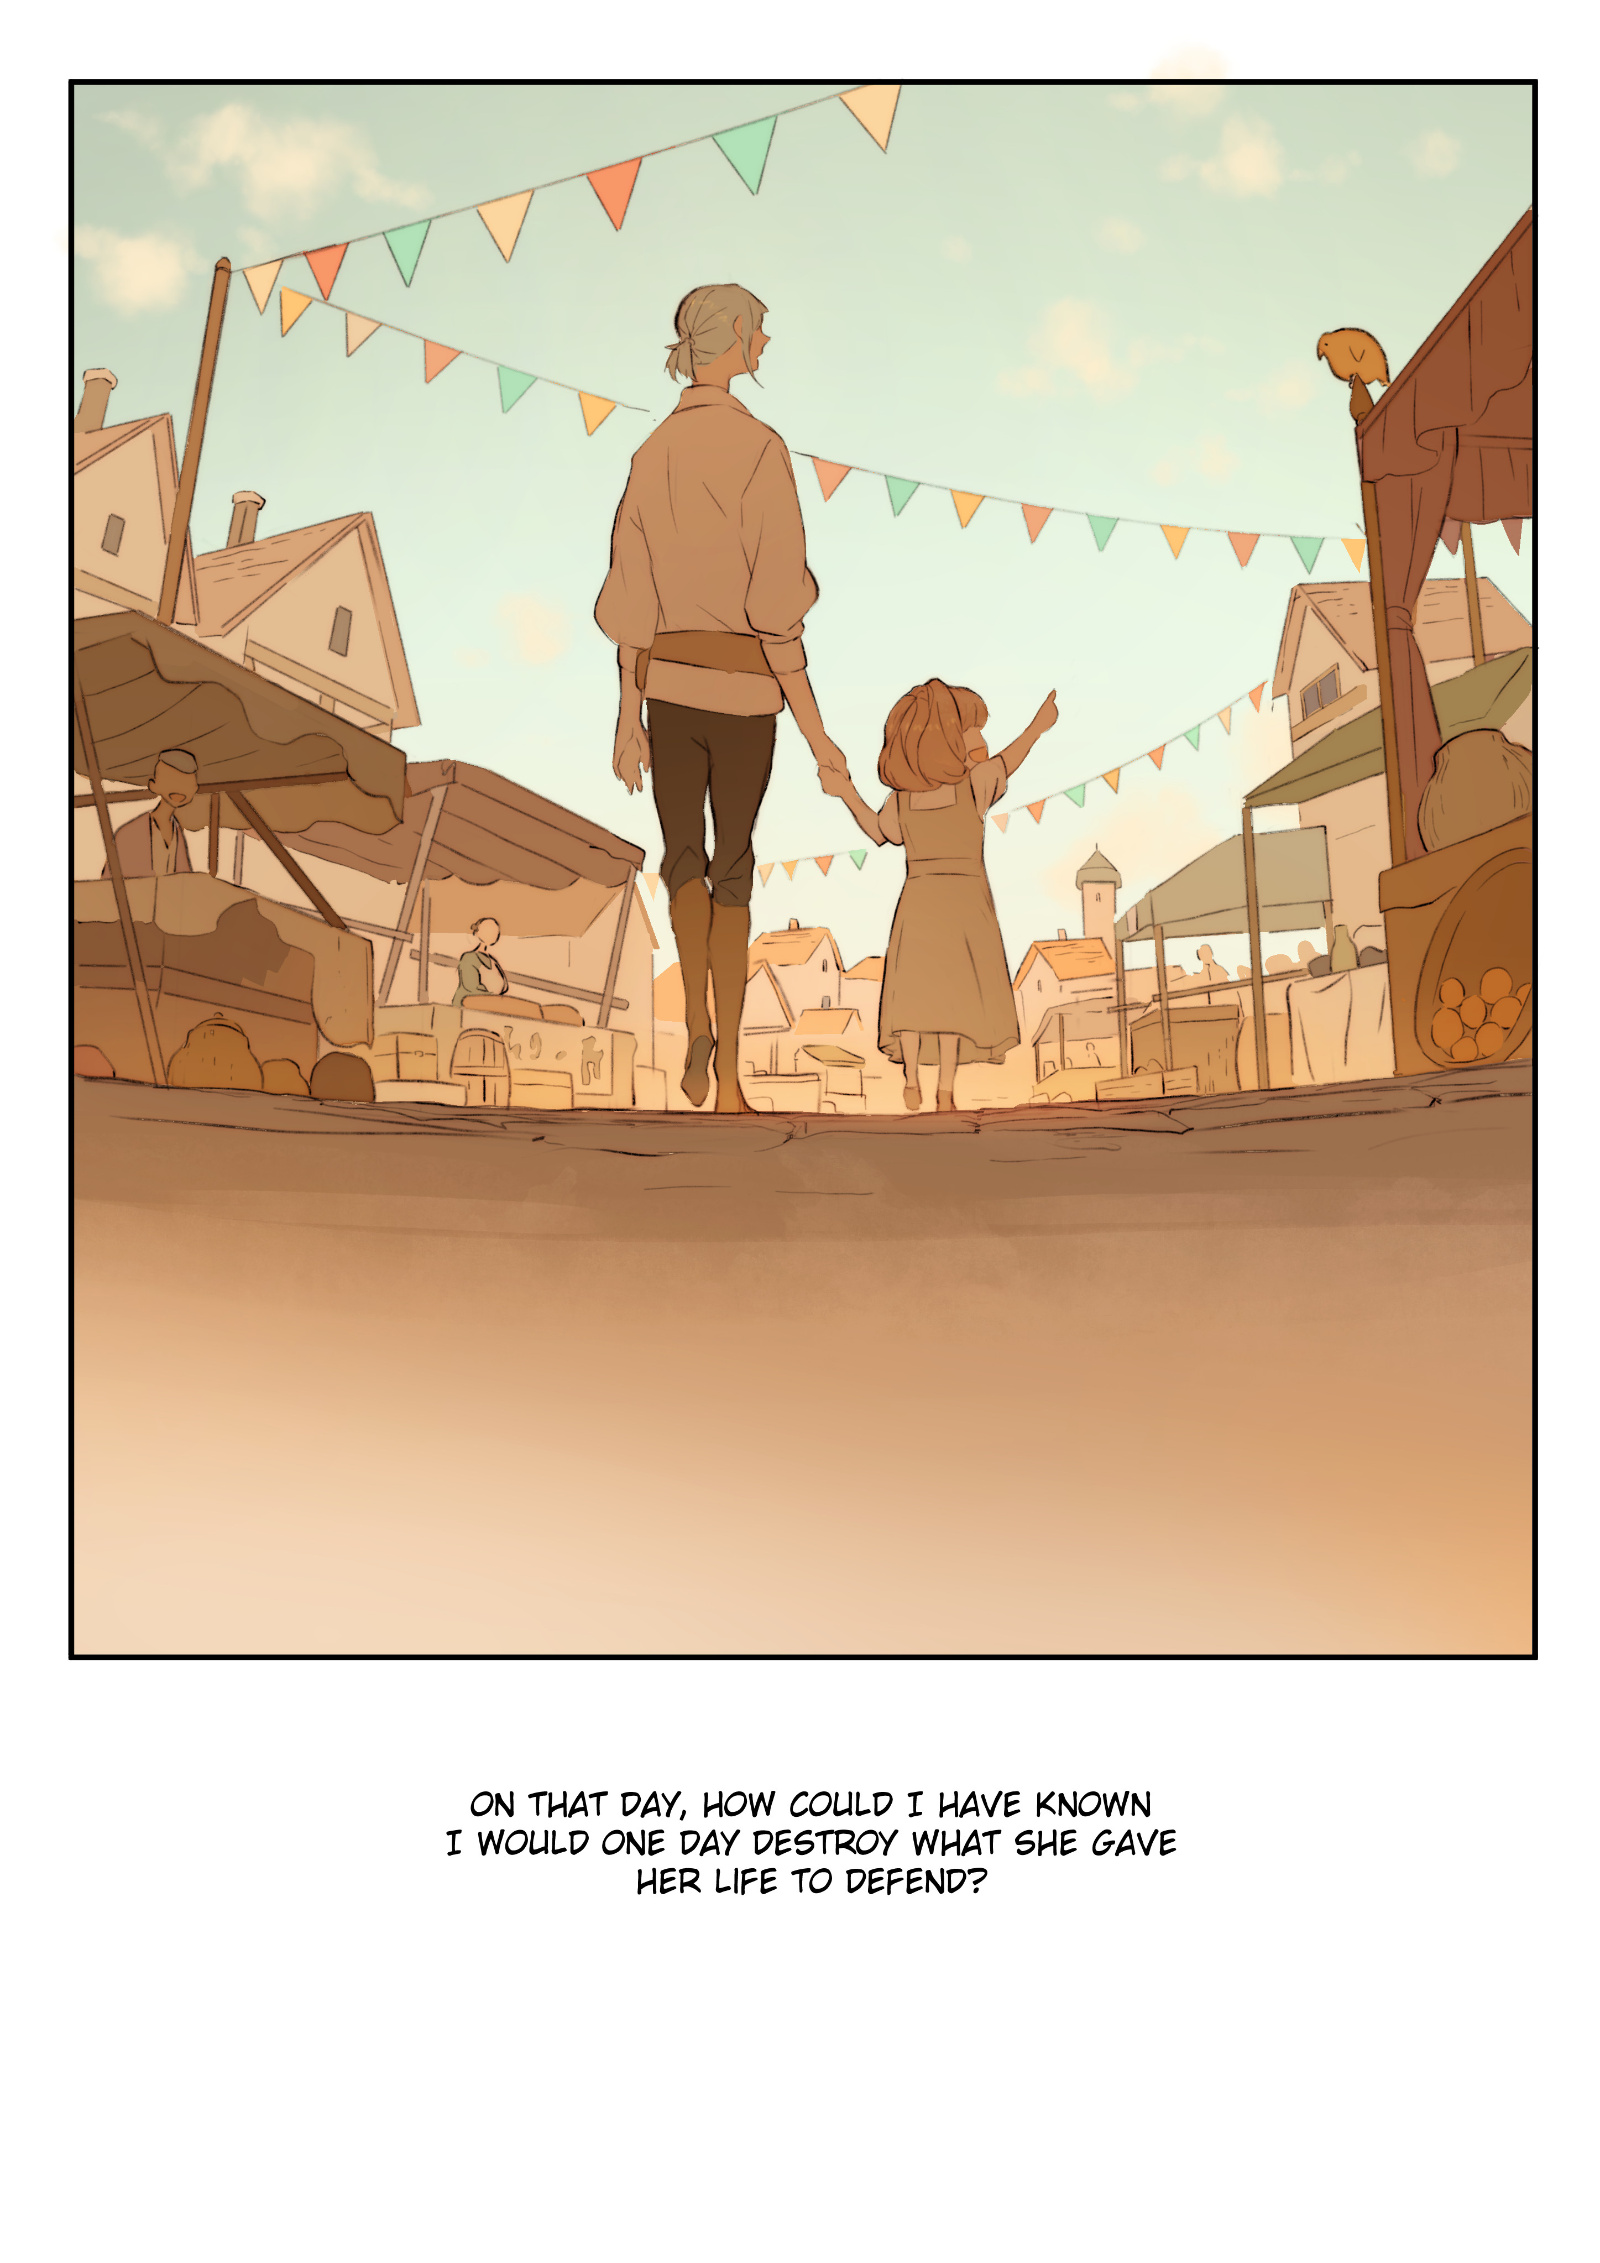 ON THAT DAY, HOW COULD I HAVE KNOWN
I WOULD ONE DAY DESTROY WHAT SHE GAVE
HER LIFE TO DEFEND?